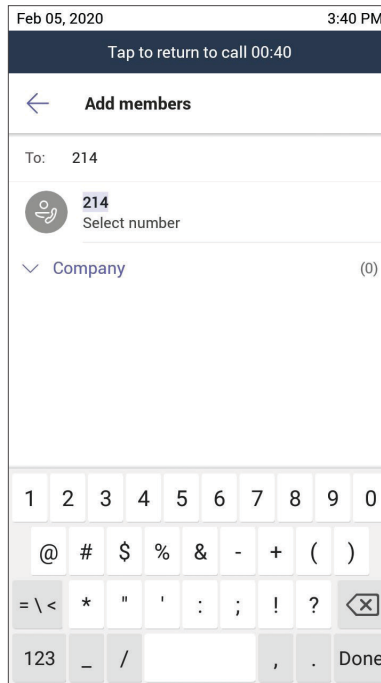 Feb 05, 2020 3:40 PM
Tap to return to call 00:40
Add members
To: 214
214
Select number
Company (0)
1 2 3 4 5 6 7 8 9 0
@ # $ % & - + ( )
= \ < * " ' : ; ! ?
123 _ / , . Done